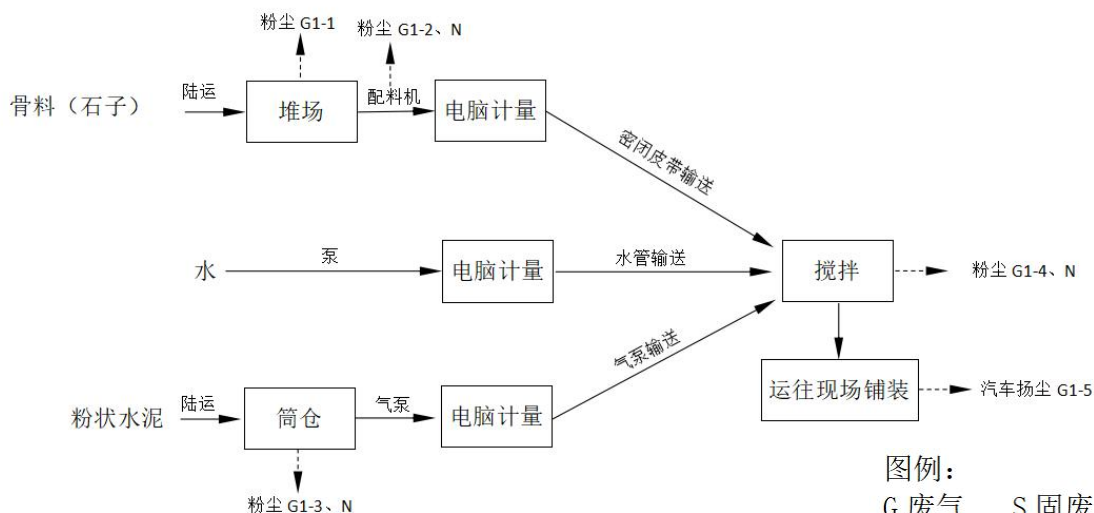 粉尘 G1-1
粉尘 G1-2、N
骨料（石子）
陆运
堆场
配料机
电脑计量
密闭皮带输送
水
泵
电脑计量
水管输送
搅拌
粉尘 G1-4、N
气泵输送
运往现场铺装
汽车扬尘 G1-5
粉状水泥
陆运
筒仓
气泵
电脑计量
粉尘 G1-3、N
图例：
G 废气 S 固废